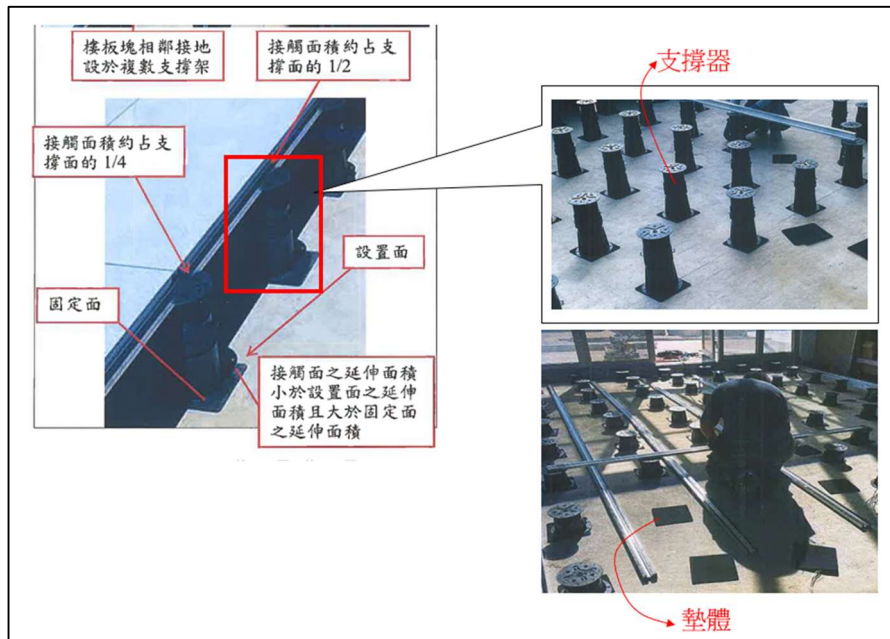 樓板塊相鄰接地
設於複數支撐架
接觸面積約占支
撐面的 1/2
接觸面積約占支
撐面的 1/4
設置面
固定面
接觸面之延伸面積
小於設置面之延伸
面積且大於固定面
之延伸面積
支撐器
墊體